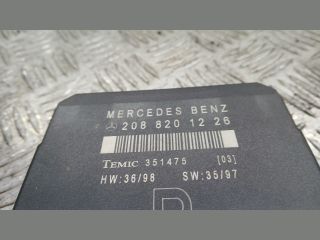 MERCEDES BENZ
208 820 12 26
TEMIC 351475 [03]
HW:36/98 SW:35/97
D